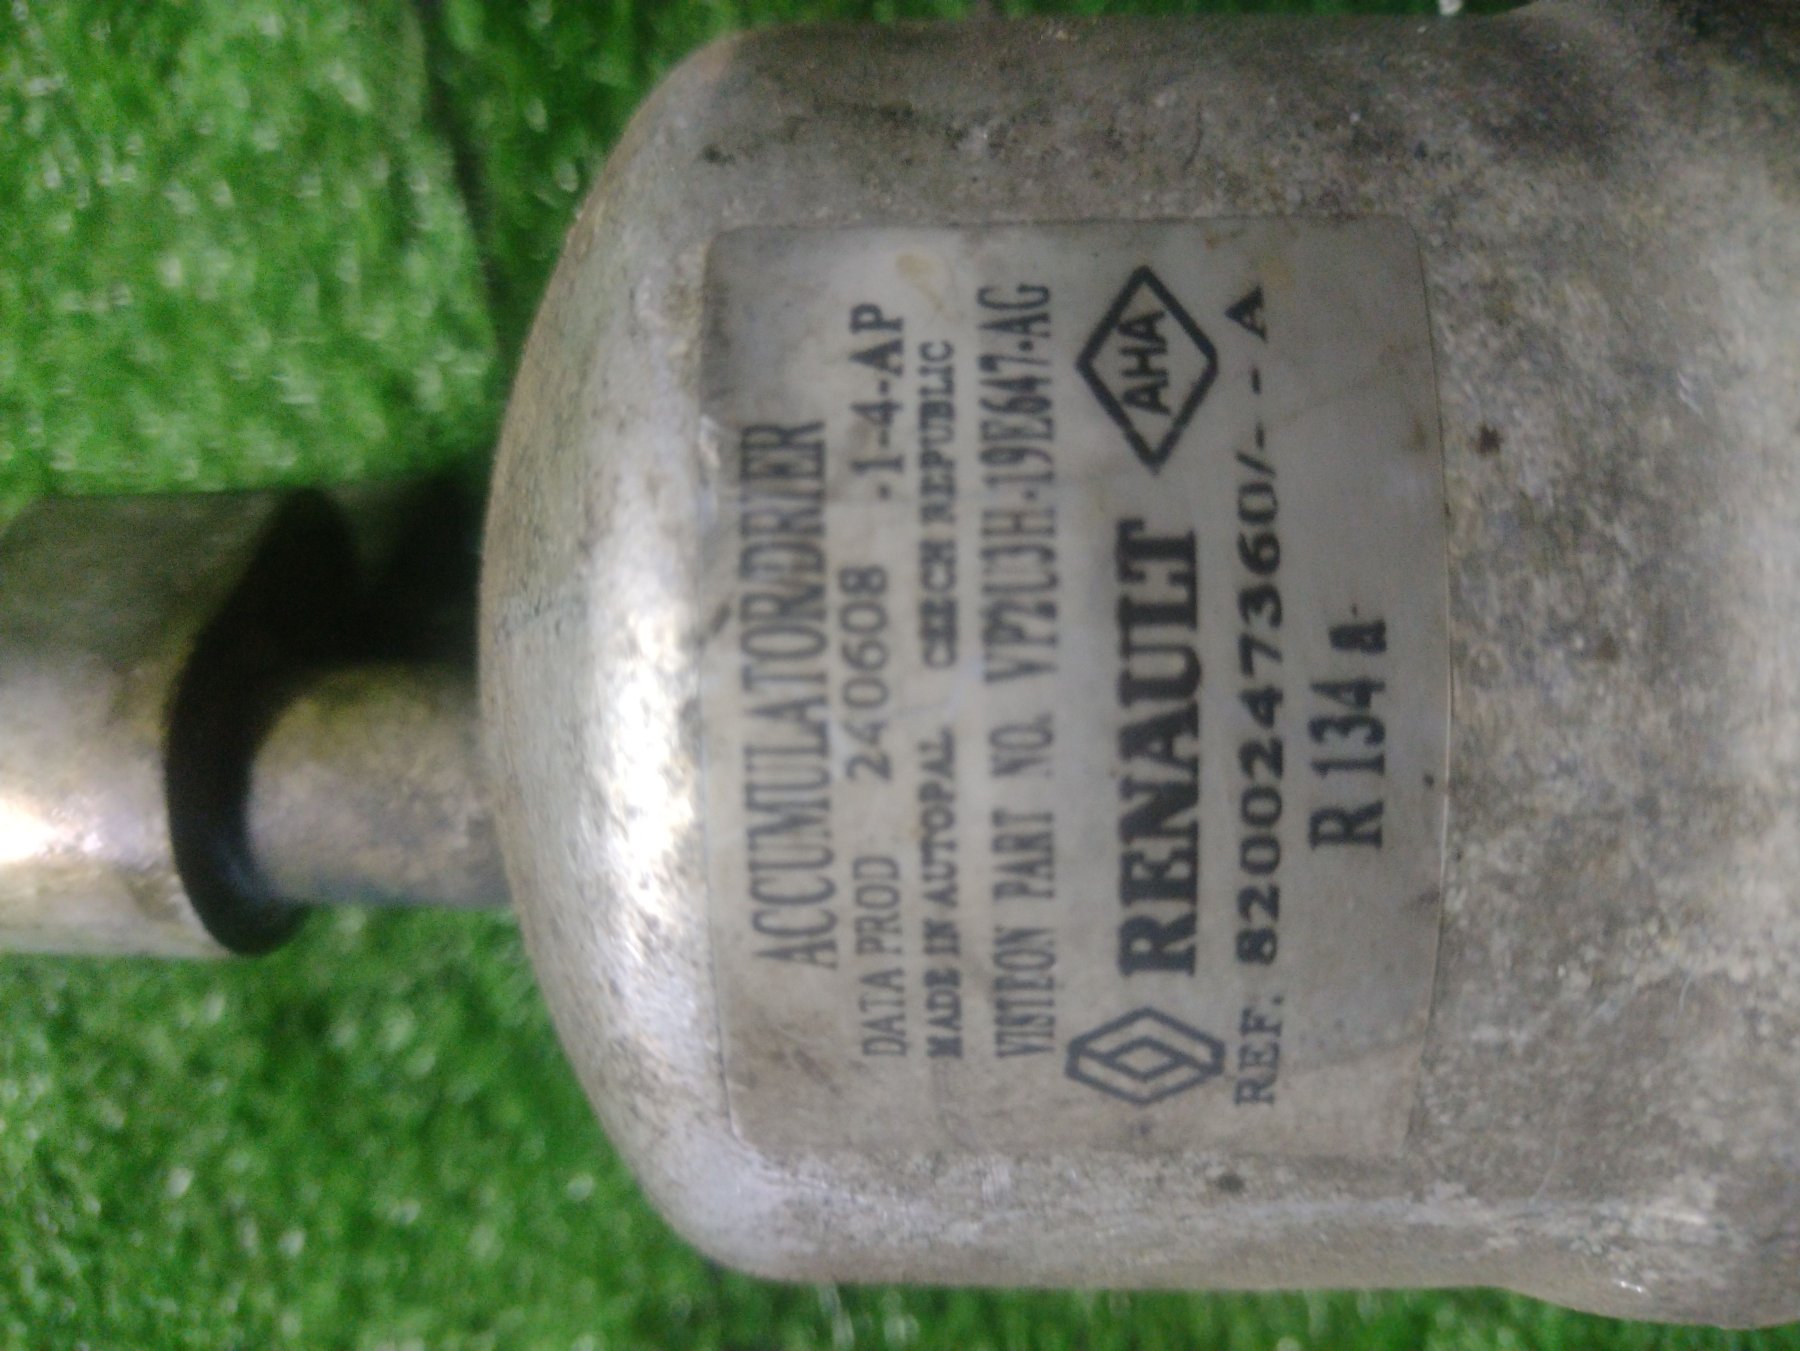 ACCUMULATOR/DRIER
DATA PROD 240608 -1-4-AP
MADE IN AUTOPAL CZECH REPUBLIC
VISTEON PART NO. VP2U3H-19E647-AG
RENAULT AHA
REF. 8200247360/- - A
R 134 a